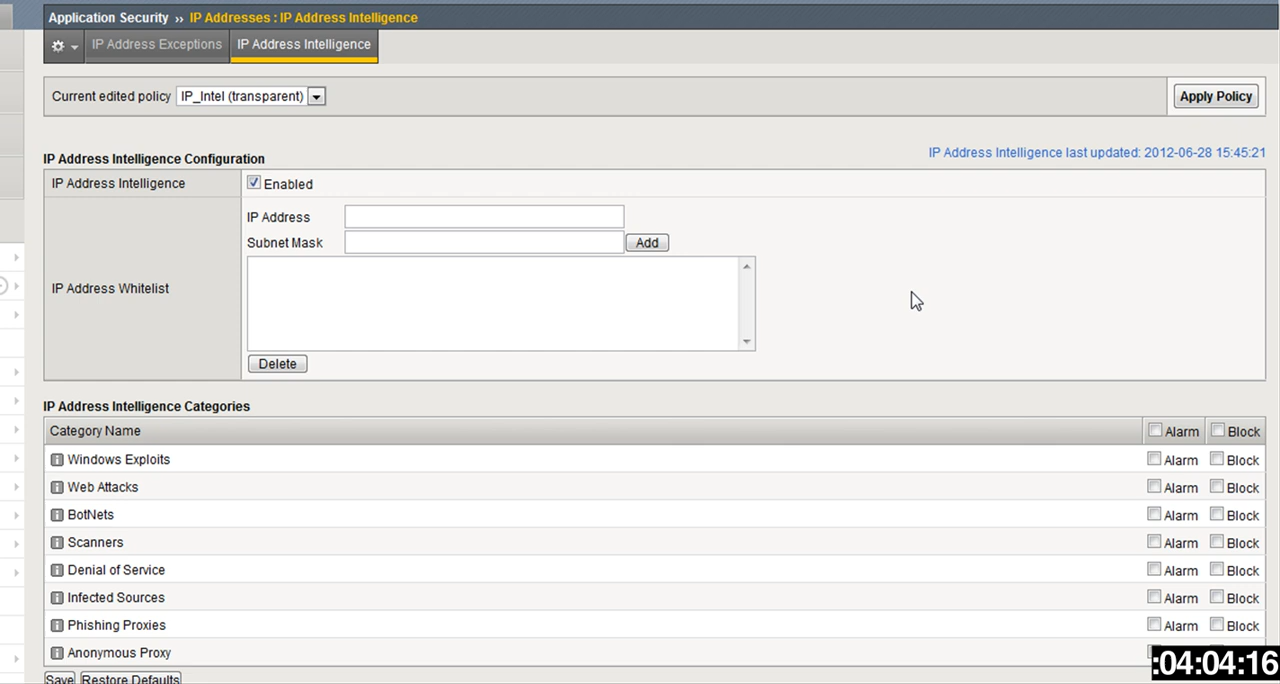 Application Security ›› IP Addresses : IP Address Intelligence
IP Address Exceptions IP Address Intelligence
Current edited policy IP_Intel (transparent) Apply Policy
IP Address Intelligence Configuration IP Address Intelligence last updated: 2012-06-28 15:45:21
IP Address Intelligence Enabled
IP Address
Subnet Mask Add
IP Address Whitelist
Delete
IP Address Intelligence Categories
Category Name Alarm Block
Windows Exploits Alarm Block
Web Attacks Alarm Block
BotNets Alarm Block
Scanners Alarm Block
Denial of Service Alarm Block
Infected Sources Alarm Block
Phishing Proxies Alarm Block
Anonymous Proxy
:04:04:16
Save Restore Defaults